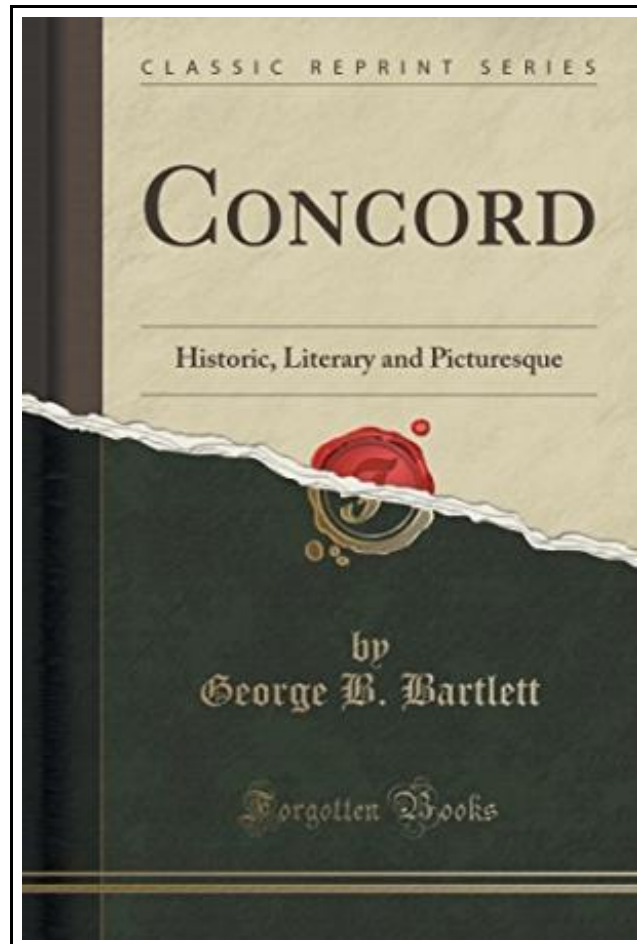 CLASSIC REPRINT SERIES
CONCORD
Historic, Literary and Picturesque
F
by
George B. Bartlett
Forgotten Books